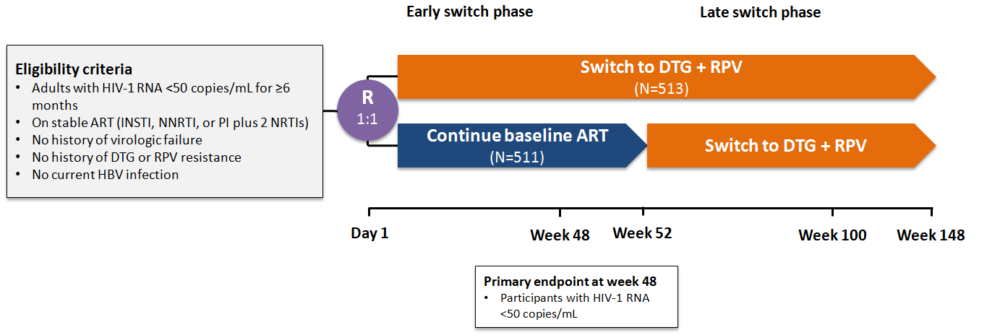 Early switch phase
Late switch phase
Eligibility criteria
• Adults with HIV-1 RNA <50 copies/mL for ≥6
months
• On stable ART (INSTI, NNRTI, or PI plus 2 NRTIs)
• No history of virologic failure
• No history of DTG or RPV resistance
• No current HBV infection
R
1:1
Switch to DTG + RPV
(N=513)
Continue baseline ART
(N=511)
Switch to DTG + RPV
Day 1
Week 48
Week 52
Week 100
Week 148
Primary endpoint at week 48
• Participants with HIV-1 RNA
<50 copies/mL